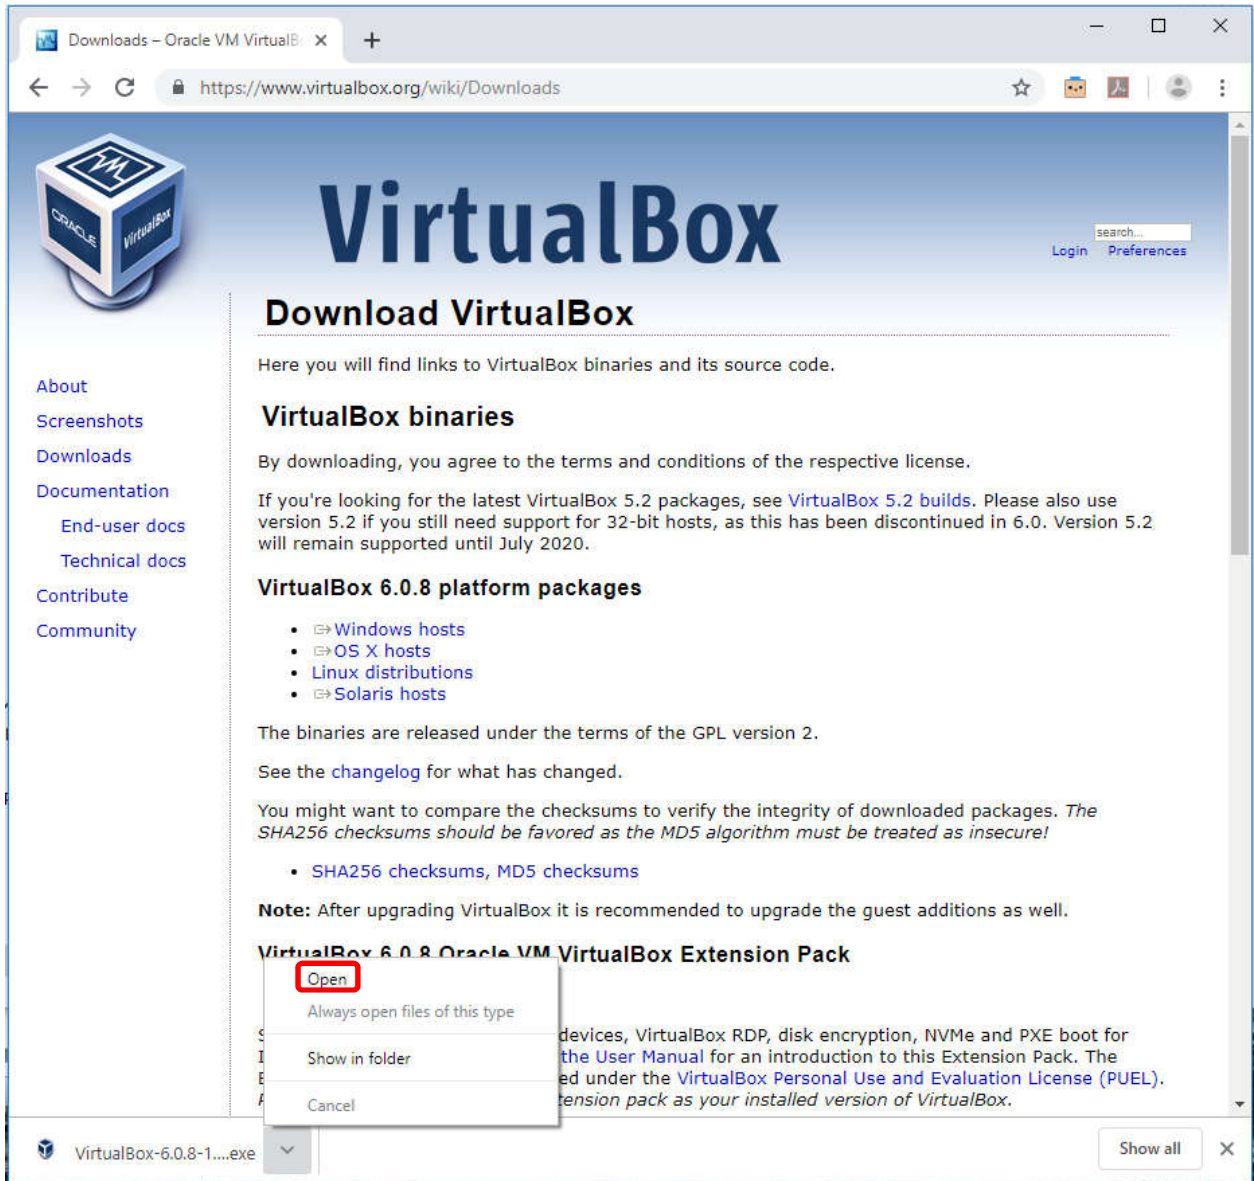 Downloads – Oracle VM VirtualB
https://www.virtualbox.org/wiki/Downloads
ORACLE
VirtualBox
VirtualBox
search...
Login Preferences
Download VirtualBox
Here you will find links to VirtualBox binaries and its source code.
About
Screenshots
Downloads
Documentation
End-user docs
Technical docs
Contribute
Community
VirtualBox binaries
By downloading, you agree to the terms and conditions of the respective license.
If you're looking for the latest VirtualBox 5.2 packages, see VirtualBox 5.2 builds. Please also use
version 5.2 if you still need support for 32-bit hosts, as this has been discontinued in 6.0. Version 5.2
will remain supported until July 2020.
VirtualBox 6.0.8 platform packages
• Windows hosts
• OS X hosts
• Linux distributions
• Solaris hosts
The binaries are released under the terms of the GPL version 2.
See the changelog for what has changed.
You might want to compare the checksums to verify the integrity of downloaded packages. The
SHA256 checksums should be favored as the MD5 algorithm must be treated as insecure!
• SHA256 checksums, MD5 checksums
Note: After upgrading VirtualBox it is recommended to upgrade the guest additions as well.
VirtualBox 6.0.8 Oracle VM VirtualBox Extension Pack
Open
Always open files of this type
Show in folder
Cancel
devices, VirtualBox RDP, disk encryption, NVMe and PXE boot for
the User Manual for an introduction to this Extension Pack. The
ed under the VirtualBox Personal Use and Evaluation License (PUEL).
tension pack as your installed version of VirtualBox.
VirtualBox-6.0.8-1....exe
Show all